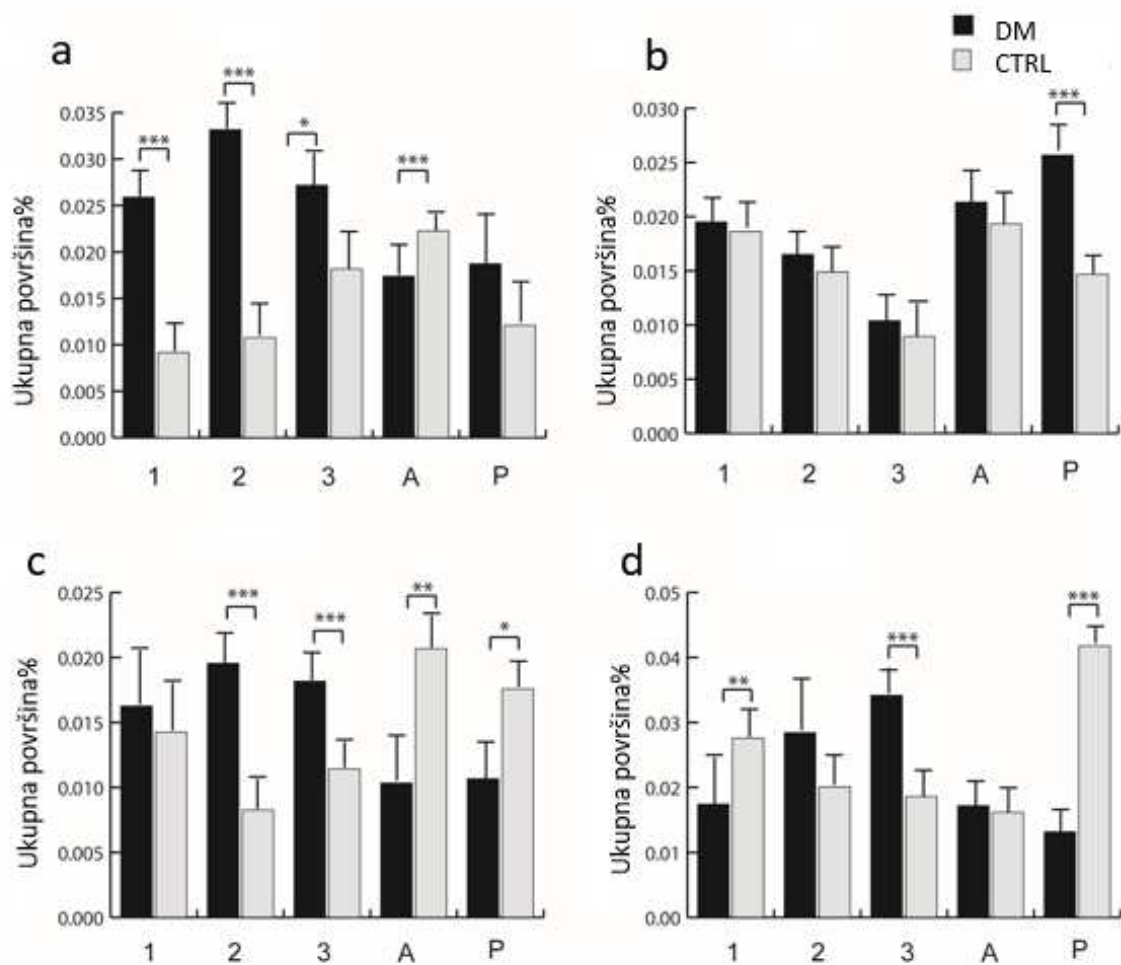 DM
CTRL
a
Ukupna površina%
0.035
0.030
0.025
0.020
0.015
0.010
0.005
0.000
***
***
*
***
1 2 3 A P
b
Ukupna površina%
0.030
0.025
0.020
0.015
0.010
0.005
0.000
***
1 2 3 A P
c
Ukupna površina%
0.025
0.020
0.015
0.010
0.005
0.000
***
***
**
*
1 2 3 A P
d
Ukupna površina%
0.05
0.04
0.03
0.02
0.01
0.00
**
***
***
1 2 3 A P